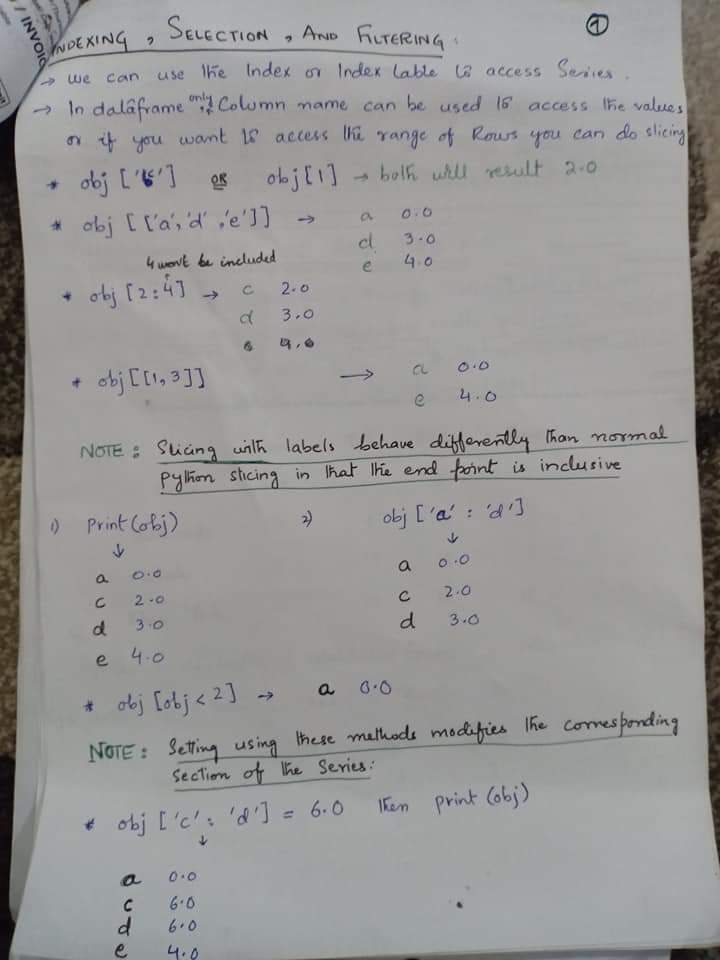 / INVOIC
1
INDEXING, SELECTION, AND FILTERING.
→ We can use the Index or Index lable to access Series.
→ In dataframe only Column name can be used to access the values
or if you want to access the range of Rows you can do slicing
* obj [' '] OR obj[1] → both will result 2.0
* obj [['a','d','e']] → a 0.0
d 3.0
e 4.0
4 wont be included
* obj [2:4] → c 2.0
d 3.0
* obj[[1,3]] → a 0.0
e 4.0
NOTE: Slicing with labels behave differently than normal
python slicing in that the end point is inclusive
1) Print(obj)
↓
a 0.0
c 2.0
d 3.0
e 4.0
2) obj ['a' : 'd']
↓
a 0.0
c 2.0
d 3.0
* obj [obj < 2] → a 0.0
NOTE: Setting using these methods modifies the corresponding
section of the Series:
* obj ['c' : 'd'] = 6.0 then print (obj)
↓
a 0.0
c 6.0
d 6.0
e 4.0